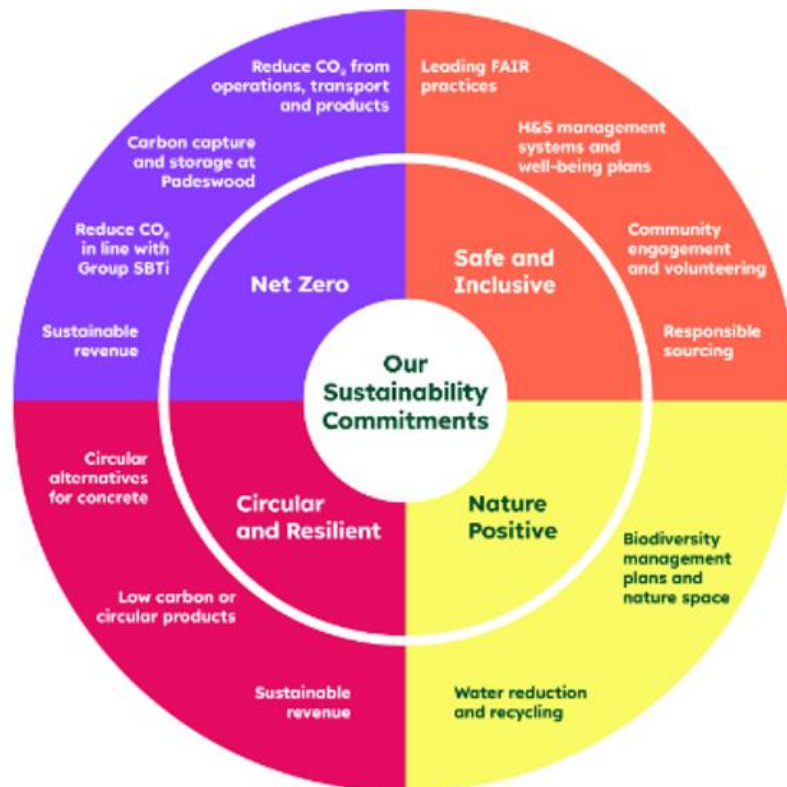 Our
Sustainability
Commitments
Net Zero
Reduce CO₂ from
operations, transport
and products
Carbon capture
and storage at
Padeswood
Reduce CO₂
in line with
Group SBTi
Sustainable
revenue
Safe and
Inclusive
Leading FAIR
practices
H&S management
systems and
well-being plans
Community
engagement
and volunteering
Responsible
sourcing
Circular
and Resilient
Circular
alternatives
for concrete
Low carbon or
circular products
Sustainable
revenue
Nature
Positive
Biodiversity
management
plans and
nature space
Water reduction
and recycling